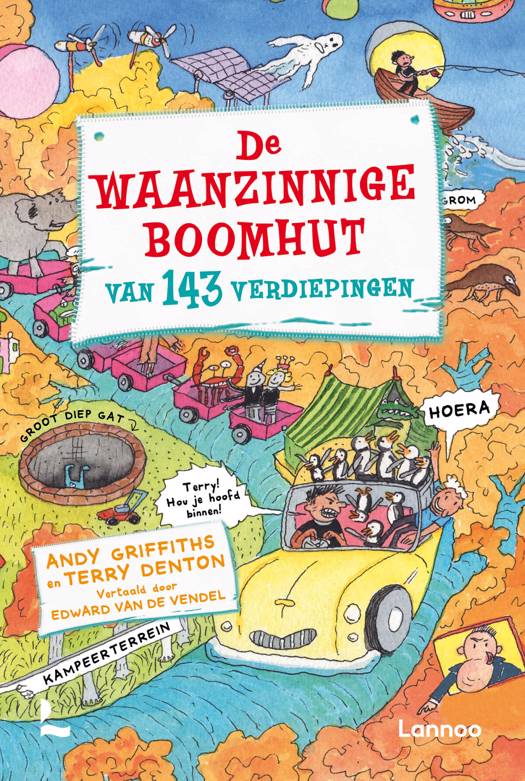 De
WAANZINNIGE
BOOMHUT
VAN 143 VERDIEPINGEN
GROM
HOERA
GROOT DIEP GAT
Terry!
Hou je hoofd
binnen!
ANDY GRIFFITHS
en TERRY DENTON
Vertaald door
EDWARD VAN DE VENDEL
KAMPEERTERREIN
Lannoo